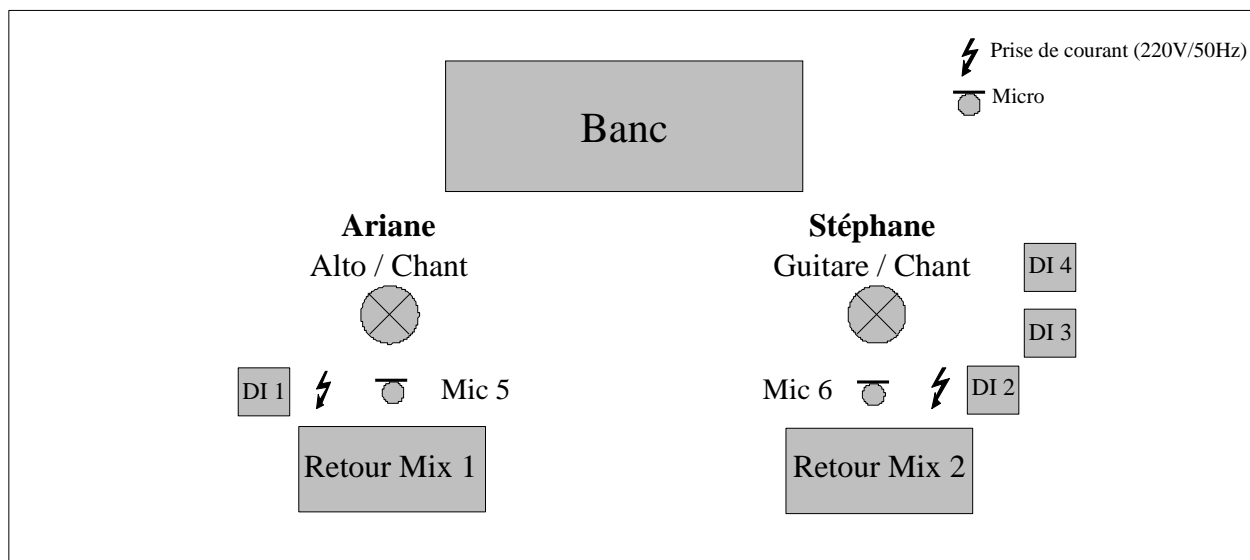 Prise de courant (220V/50Hz)
Micro
Banc
Ariane
Alto / Chant
Stéphane
Guitare / Chant
DI 4
DI 3
DI 1
Mic 5
Mic 6
DI 2
Retour Mix 1
Retour Mix 2